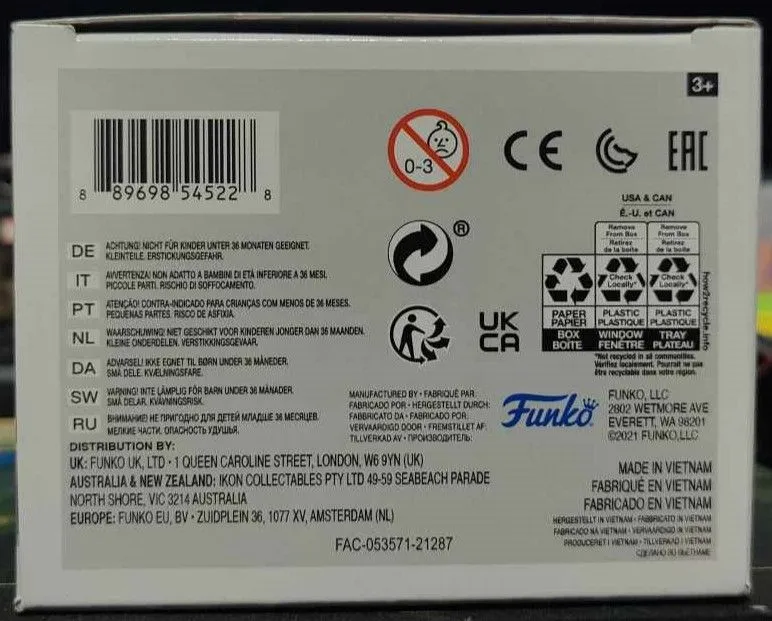 3+
8 89698 54522 8
0-3
CE
EAC
®
UK
CA
USA & CAN
É.-U. et CAN
Remove From Box Retirez de la boîte
Remove From Box Retirez de la boîte
Check Locally*
Check Locally*
PAPER PAPIER
PLASTIC PLASTIQUE
PLASTIC PLASTIQUE
BOX BOÎTE
WINDOW FENÊTRE
TRAY PLATEAU
how2recycle.info
*Not recycled in all communities.
Vérifiez localement. Pourrait ne pas
être recyclable dans votre région.
DE ACHTUNG! NICHT FÜR KINDER UNTER 36 MONATEN GEEIGNET.
KLEINTEILE. ERSTICKUNGSGEFAHR.
IT AVVERTENZA! NON ADATTO A BAMBINI DI ETÀ INFERIORE A 36 MESI.
PICCOLE PARTI. RISCHIO DI SOFFOCAMENTO.
PT ATENÇÃO! CONTRA-INDICADO PARA CRIANÇAS COM MENOS DE 36 MESES.
PEQUENAS PARTES. RISCO DE ASFIXIA.
NL WAARSCHUWING! NIET GESCHIKT VOOR KINDEREN JONGER DAN 36 MAANDEN.
KLEINE ONDERDELEN. VERSTIKKINGSGEVAAR.
DA ADVARSEL! IKKE EGNET TIL BØRN UNDER 36 MÅNEDER.
SMÅ DELE. KVÆLNINGSFARE.
SW VARNING! INTE LÄMPLIG FÖR BARN UNDER 36 MÅNADER.
SMÅ DELAR. KVÄVNINGSRISK.
RU ВНИМАНИЕ! НЕ ПРИГОДНО ДЛЯ ДЕТЕЙ МЛАДШЕ 36 МЕСЯЦЕВ.
МЕЛКИЕ ЧАСТИ. ОПАСНОСТЬ УДУШЬЯ.
MANUFACTURED BY • FABRIQUÉ PAR:
FABRICADO POR • HERGESTELLT DURCH:
FABBRICATO DA • FABRICADO POR:
VERVAARDIGD DOOR • FREMSTILLET AF:
TILLVERKAD AV • ПРОИЗВОДИТЕЛЬ:
Funko
FUNKO, LLC
2802 WETMORE AVE
EVERETT, WA 98201
©2021 FUNKO,LLC
DISTRIBUTION BY:
UK: FUNKO UK, LTD • 1 QUEEN CAROLINE STREET, LONDON, W6 9YN (UK)
AUSTRALIA & NEW ZEALAND: IKON COLLECTABLES PTY LTD 49-59 SEABEACH PARADE
NORTH SHORE, VIC 3214 AUSTRALIA
EUROPE: FUNKO EU, BV • ZUIDPLEIN 36, 1077 XV, AMSTERDAM (NL)
MADE IN VIETNAM
FABRIQUÉ EN VIETNAM
FABRICADO EN VIETNAM
HERGESTELLT IN VIETNAM • FABBRICATO IN VIETNAM
FABRICADO NA VIETNAM • VERVAARDIGD IN VIETNAM
PRODUCERET I VIETNAM • TILLVERKAD I VIETNAM
СДЕЛАНО ВО ВЬЕТНАМЕ
FAC-053571-21287